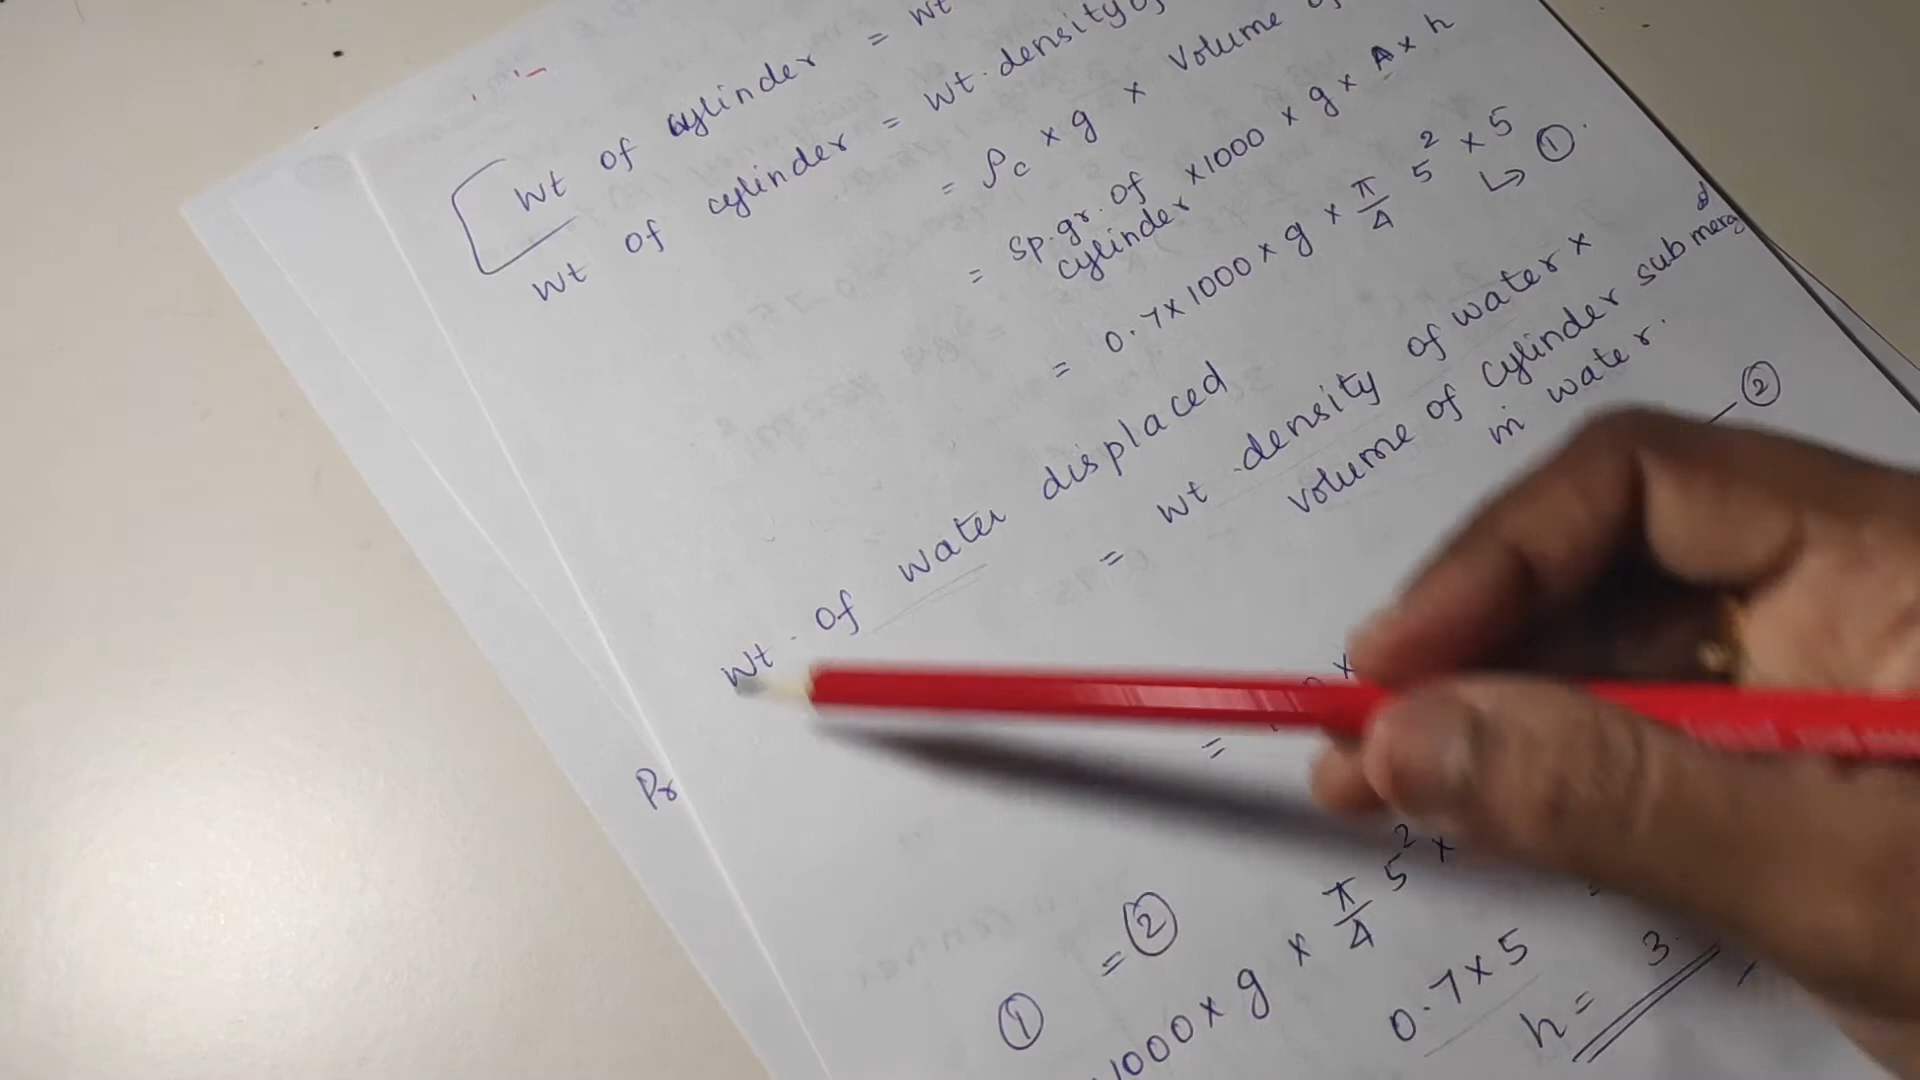 Wt of cylinder = Wt
Wt of cylinder = Wt. density of
= ρc × g × Volume
= Sp.gr. of cylinder × 1000 × g × A × h
= 0.7 × 1000 × g × π/4 5² × 5
↳ ①.
Wt. of water displaced
= Wt. density of water ×
volume of cylinder submerged
in water.
②
=
Pr
① = ②
1000 × g × π/4 5² ×
0.7 × 5
h = 3.